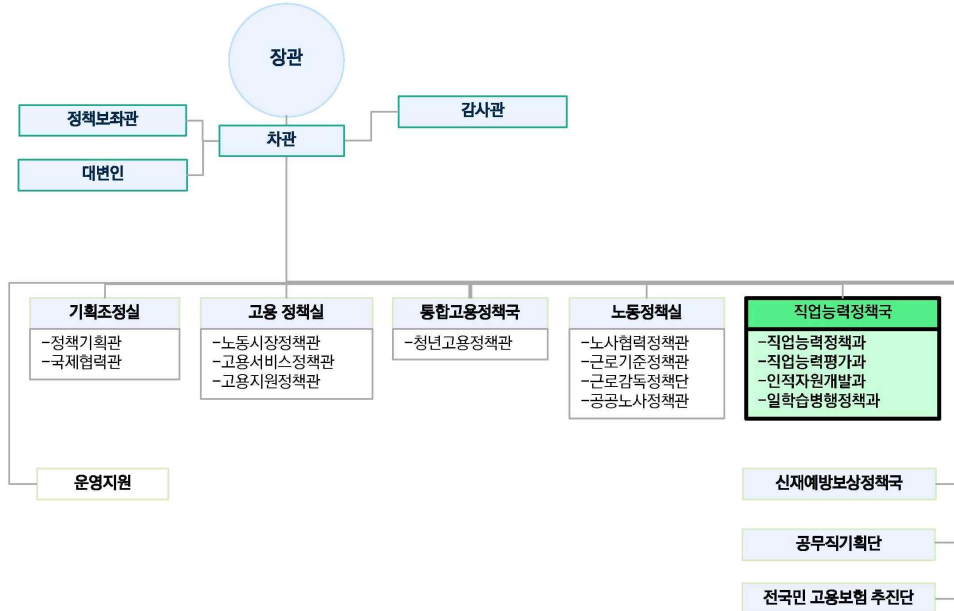 장관
정책보좌관
감사관
차관
대변인
기획조정실
-정책기획관
-국제협력관
고용 정책실
-노동시장정책관
-고용서비스정책관
-고용지원정책관
통합고용정책국
-청년고용정책관
노동정책실
-노사협력정책관
-근로기준정책관
-근로감독정책단
-공공노사정책관
직업능력정책국
-직업능력정책과
-직업능력평가과
-인적자원개발과
-일학습병행정책과
운영지원
신재예방보상정책국
공무직기획단
전국민 고용보험 추진단